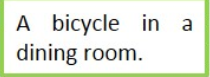 A bicycle in a
dining room.